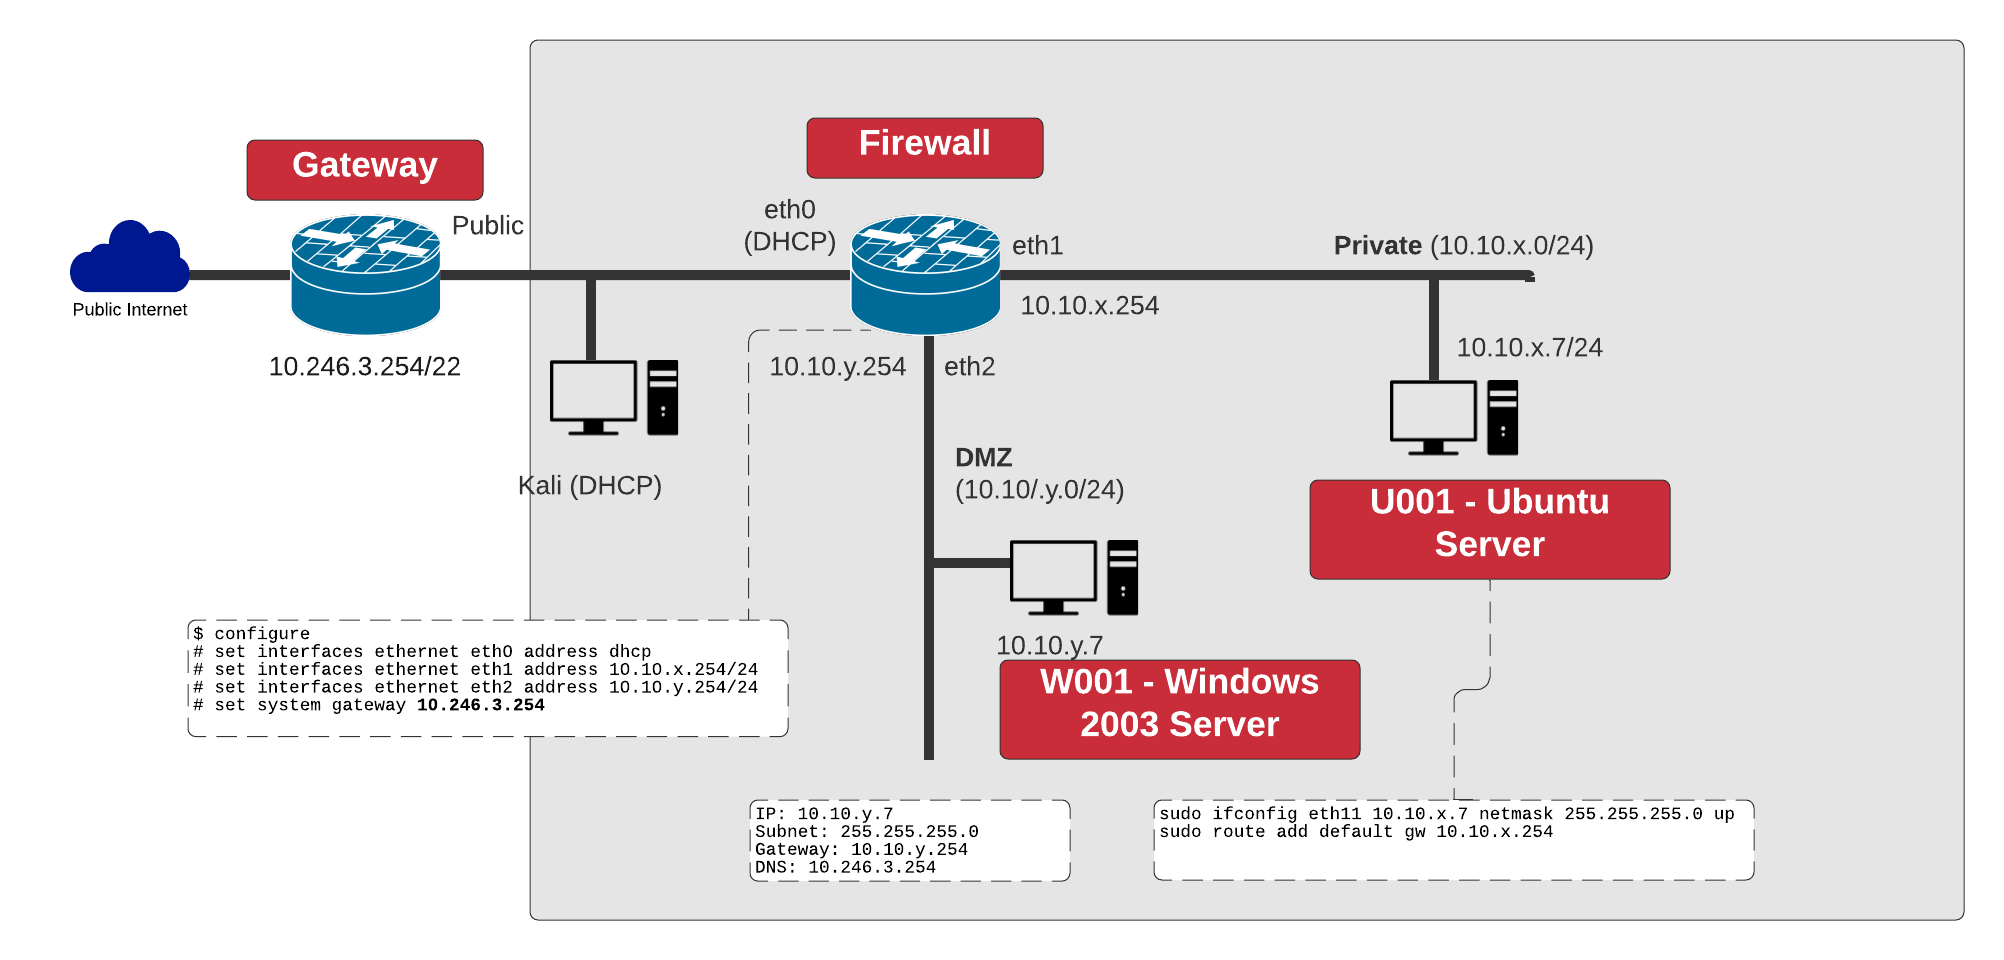 Gateway
Firewall
Public
eth0
(DHCP)
eth1
Private (10.10.x.0/24)
Public Internet
10.10.x.254
10.246.3.254/22
10.10.y.254
eth2
10.10.x.7/24
Kali (DHCP)
DMZ
(10.10/.y.0/24)
U001 - Ubuntu
Server
10.10.y.7
W001 - Windows
2003 Server
$ configure
# set interfaces ethernet eth0 address dhcp
# set interfaces ethernet eth1 address 10.10.x.254/24
# set interfaces ethernet eth2 address 10.10.y.254/24
# set system gateway 10.246.3.254
IP: 10.10.y.7
Subnet: 255.255.255.0
Gateway: 10.10.y.254
DNS: 10.246.3.254
sudo ifconfig eth11 10.10.x.7 netmask 255.255.255.0 up
sudo route add default gw 10.10.x.254